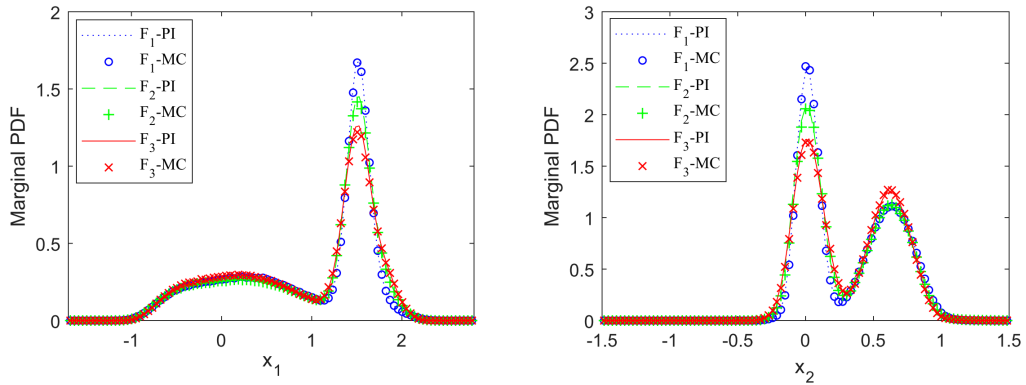 2
1.5
1
0.5
0
-1
0
1
2
Marginal PDF
x1
F1-PI
F1-MC
F2-PI
F2-MC
F3-PI
F3-MC
3
2.5
2
1.5
1
0.5
0
-1.5
-1
-0.5
0
0.5
1
1.5
Marginal PDF
x2
F1-PI
F1-MC
F2-PI
F2-MC
F3-PI
F3-MC